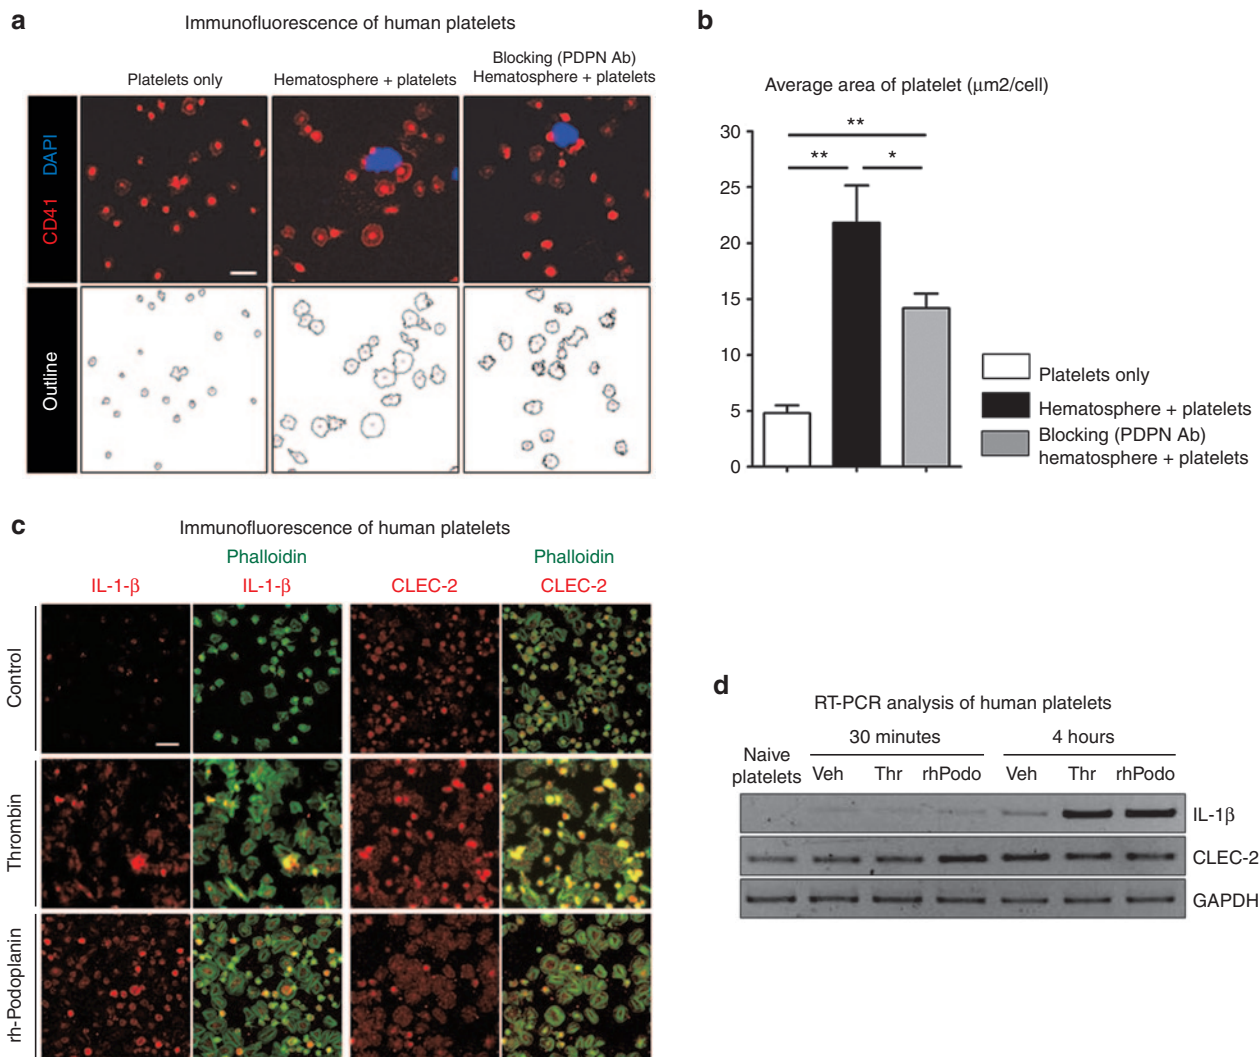 a
Immunofluorescence of human platelets
Platelets only
Hematosphere + platelets
Blocking (PDPN Ab)
Hematosphere + platelets
CD41 DAPI
Outline
b
Average area of platelet (μm2/cell)
30
25
20
15
10
5
0
**
**
*
Platelets only
Hematosphere + platelets
Blocking (PDPN Ab)
hematosphere + platelets
c
Immunofluorescence of human platelets
Phalloidin
Phalloidin
IL-1-β
IL-1-β
CLEC-2
CLEC-2
Control
Thrombin
rh-Podoplanin
d
RT-PCR analysis of human platelets
30 minutes
4 hours
Naive
platelets
Veh
Thr
rhPodo
Veh
Thr
rhPodo
IL-1β
CLEC-2
GAPDH